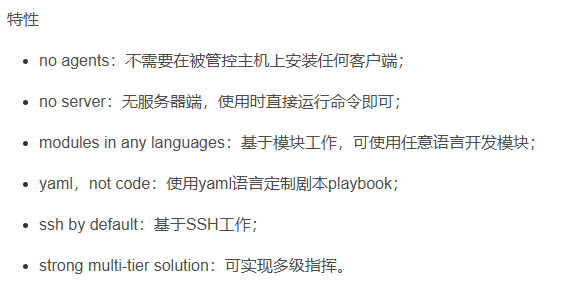 特性
no agents：不需要在被管控主机上安装任何客户端；
no server：无服务器端，使用时直接运行命令即可；
modules in any languages：基于模块工作，可使用任意语言开发模块；
yaml，not code：使用yaml语言定制剧本playbook；
ssh by default：基于SSH工作；
strong multi-tier solution：可实现多级指挥。